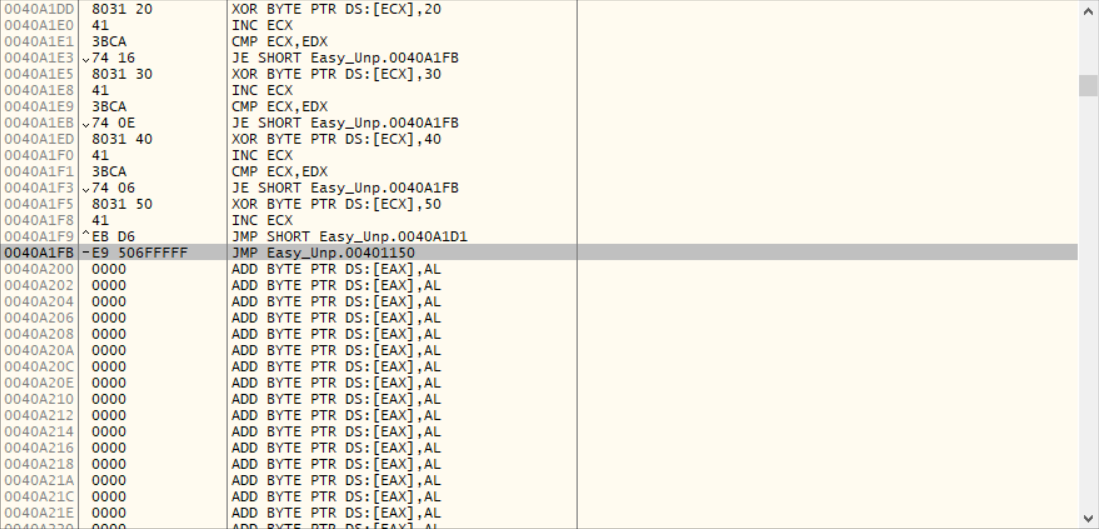 0040A1DD 8031 20 XOR BYTE PTR DS:[ECX],20
0040A1E0 41 INC ECX
0040A1E1 3BCA CMP ECX,EDX
0040A1E3 74 16 JE SHORT Easy_Unp.0040A1FB
0040A1E5 8031 30 XOR BYTE PTR DS:[ECX],30
0040A1E8 41 INC ECX
0040A1E9 3BCA CMP ECX,EDX
0040A1EB 74 0E JE SHORT Easy_Unp.0040A1FB
0040A1ED 8031 40 XOR BYTE PTR DS:[ECX],40
0040A1F0 41 INC ECX
0040A1F1 3BCA CMP ECX,EDX
0040A1F3 74 06 JE SHORT Easy_Unp.0040A1FB
0040A1F5 8031 50 XOR BYTE PTR DS:[ECX],50
0040A1F8 41 INC ECX
0040A1F9 ^EB D6 JMP SHORT Easy_Unp.0040A1D1
0040A1FB -E9 506FFFFF JMP Easy_Unp.00401150
0040A200 0000 ADD BYTE PTR DS:[EAX],AL
0040A202 0000 ADD BYTE PTR DS:[EAX],AL
0040A204 0000 ADD BYTE PTR DS:[EAX],AL
0040A206 0000 ADD BYTE PTR DS:[EAX],AL
0040A208 0000 ADD BYTE PTR DS:[EAX],AL
0040A20A 0000 ADD BYTE PTR DS:[EAX],AL
0040A20C 0000 ADD BYTE PTR DS:[EAX],AL
0040A20E 0000 ADD BYTE PTR DS:[EAX],AL
0040A210 0000 ADD BYTE PTR DS:[EAX],AL
0040A212 0000 ADD BYTE PTR DS:[EAX],AL
0040A214 0000 ADD BYTE PTR DS:[EAX],AL
0040A216 0000 ADD BYTE PTR DS:[EAX],AL
0040A218 0000 ADD BYTE PTR DS:[EAX],AL
0040A21A 0000 ADD BYTE PTR DS:[EAX],AL
0040A21C 0000 ADD BYTE PTR DS:[EAX],AL
0040A21E 0000 ADD BYTE PTR DS:[EAX],AL
0040A220 0000 ADD BYTE PTR DS:[EAX],AL